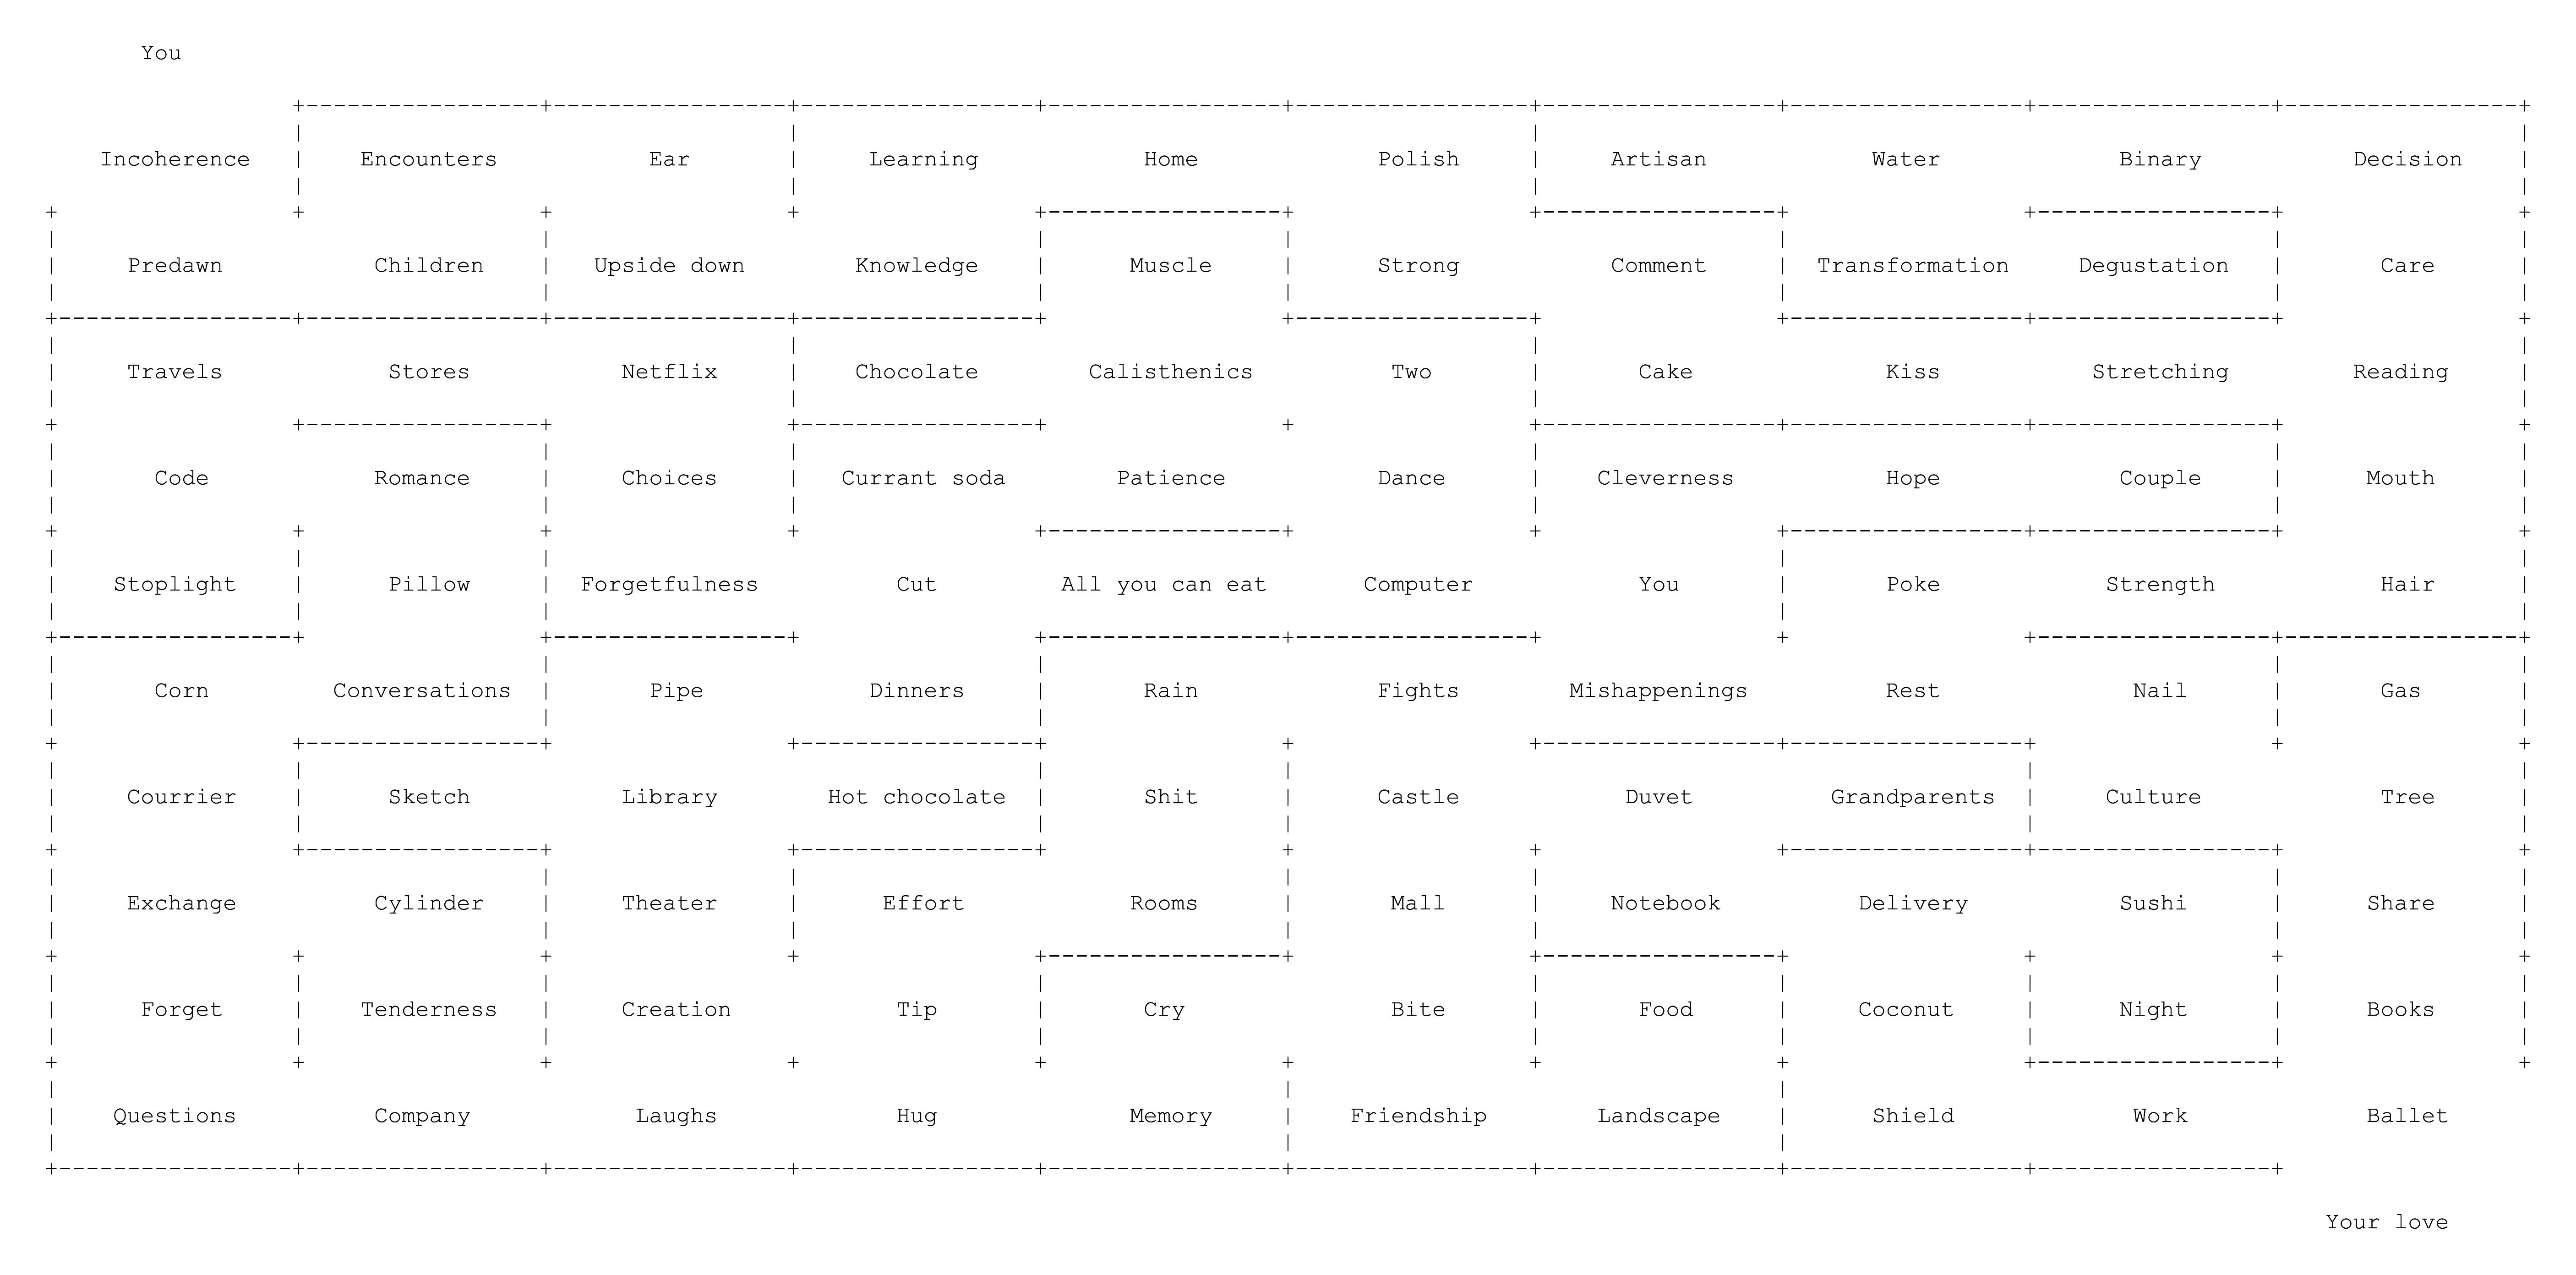 You
Incoherence Encounters Ear Learning Home Polish Artisan Water Binary Decision
Predawn Children Upside down Knowledge Muscle Strong Comment Transformation Degustation Care
Travels Stores Netflix Chocolate Calisthenics Two Cake Kiss Stretching Reading
Code Romance Choices Currant soda Patience Dance Cleverness Hope Couple Mouth
Stoplight Pillow Forgetfulness Cut All you can eat Computer You Poke Strength Hair
Corn Conversations Pipe Dinners Rain Fights Mishappenings Rest Nail Gas
Courrier Sketch Library Hot chocolate Shit Castle Duvet Grandparents Culture Tree
Exchange Cylinder Theater Effort Rooms Mall Notebook Delivery Sushi Share
Forget Tenderness Creation Tip Cry Bite Food Coconut Night Books
Questions Company Laughs Hug Memory Friendship Landscape Shield Work Ballet
Your love